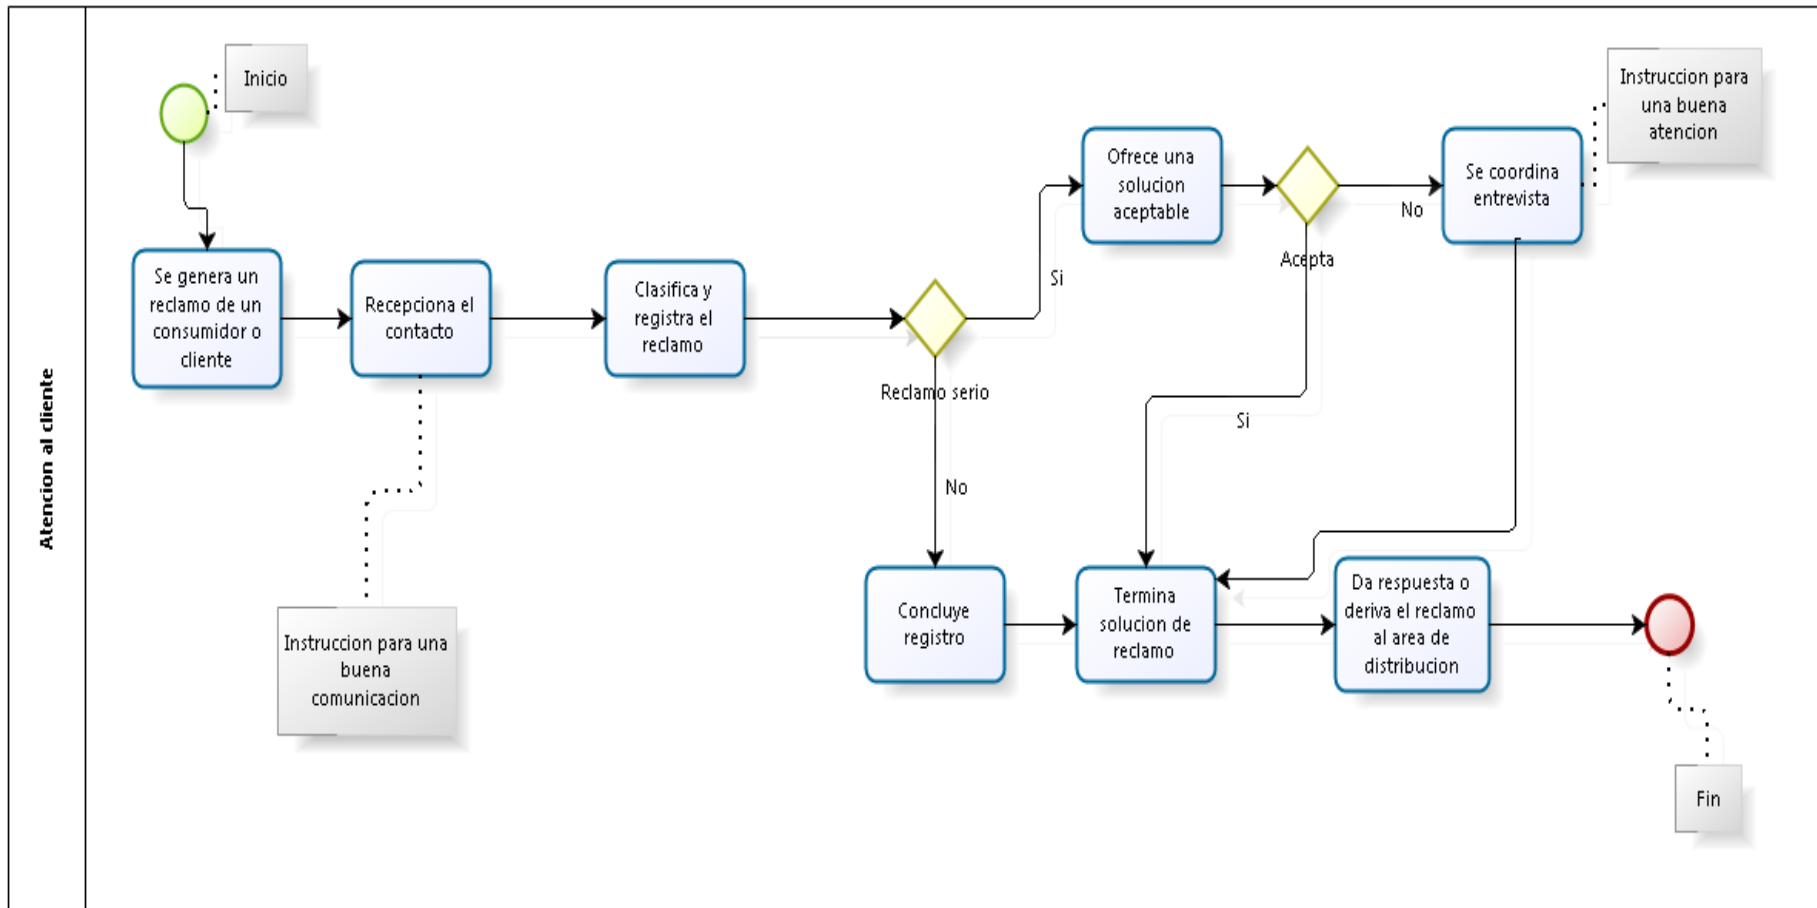 Atencion al cliente
Inicio
Se genera un
reclamo de un
consumidor o
cliente
Recepciona el
contacto
Instruccion para una
buena
comunicacion
Clasifica y
registra el
reclamo
Reclamo serio
Si
No
Ofrece una
solucion
aceptable
Acepta
No
Si
Se coordina
entrevista
Instruccion para
una buena
atencion
Concluye
registro
Termina
solucion de
reclamo
Da respuesta o
deriva el reclamo
al area de
distribucion
Fin